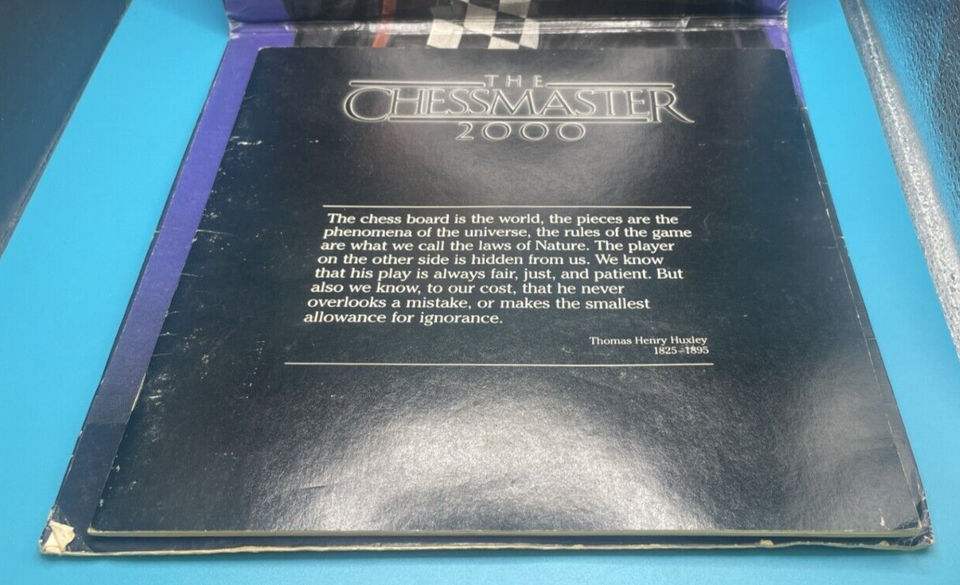 THE
CHESSMASTER
2000
The chess board is the world, the pieces are the
phenomena of the universe, the rules of the game
are what we call the laws of Nature. The player
on the other side is hidden from us. We know
that his play is always fair, just, and patient. But
also we know, to our cost, that he never
overlooks a mistake, or makes the smallest
allowance for ignorance.
Thomas Henry Huxley
1825–1895